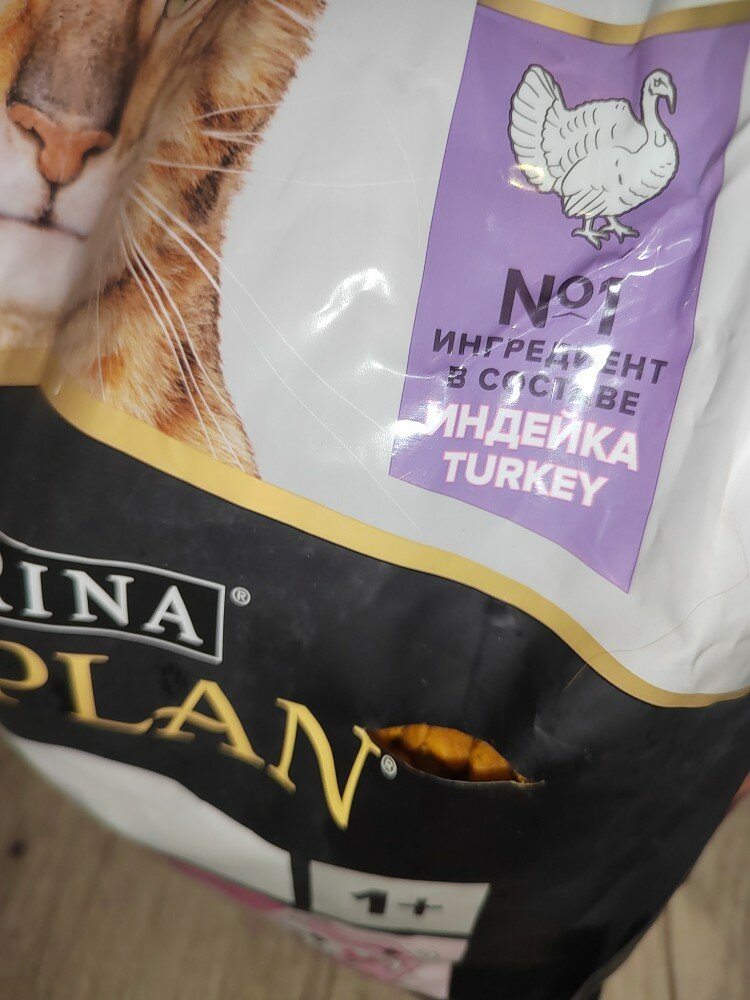 №1
ИНГРЕДИЕНТ
В СОСТАВЕ
ИНДЕЙКА
TURKEY
RINA®
PLAN®
1+